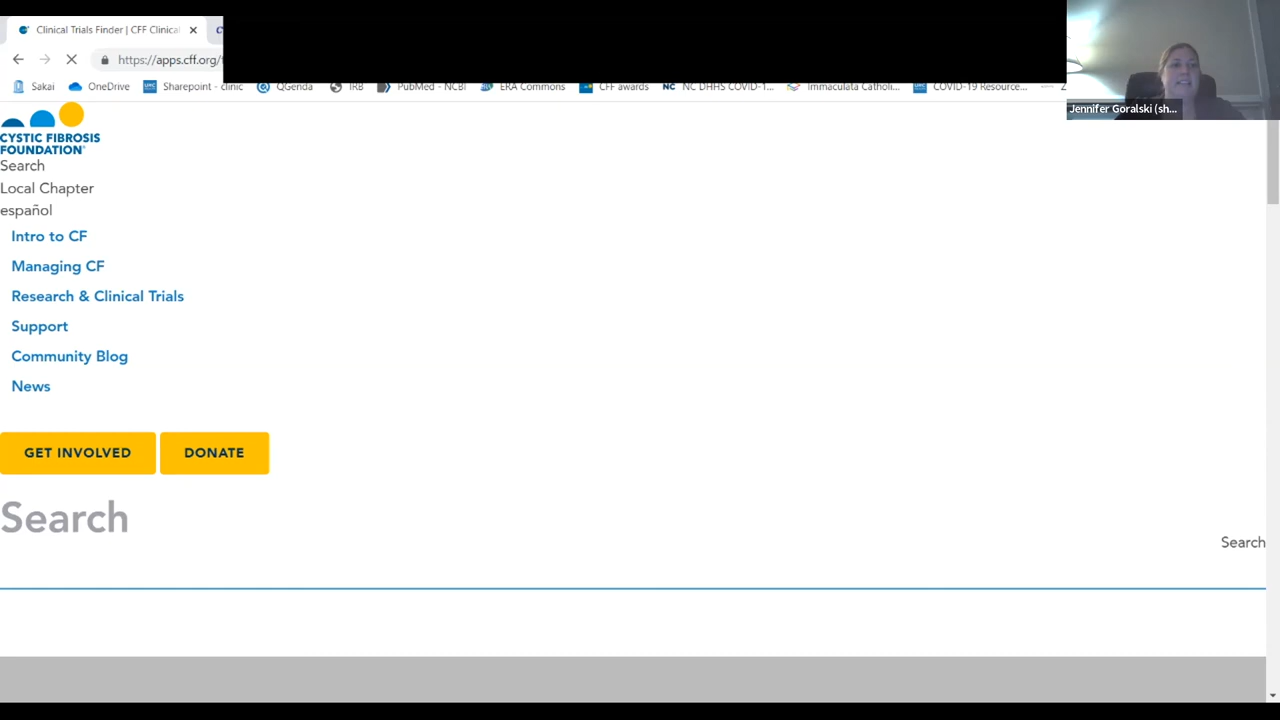 Clinical Trials Finder | CFF Clinica
https://apps.cff.org/
Sakai OneDrive Sharepoint - clinic QGenda IRB PubMed - NCBI ERA Commons CFF awards NC DHHS COVID-1... Immaculata Catholi... COVID-19 Resource...
Jennifer Goralski (sh...
CYSTIC FIBROSIS
FOUNDATION
Search
Local Chapter
español
Intro to CF
Managing CF
Research & Clinical Trials
Support
Community Blog
News
GET INVOLVED DONATE
Search
Search